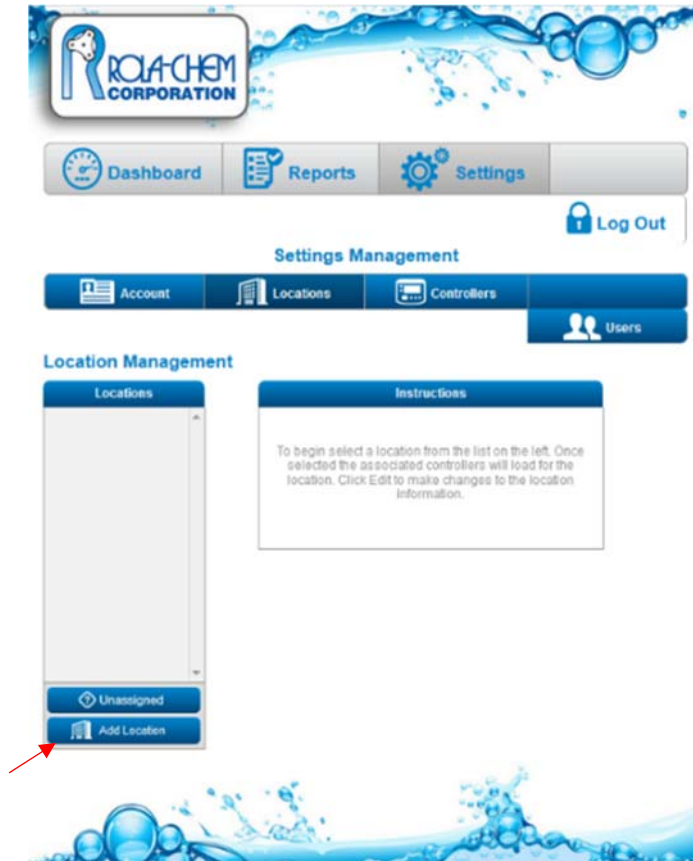 ROLA-CHEM
CORPORATION
Dashboard
Reports
Settings
Log Out
Settings Management
Account
Locations
Controllers
Users
Location Management
Locations
Instructions
To begin select a location from the list on the left. Once
selected the associated controllers will load for the
location. Click Edit to make changes to the location
information.
Unassigned
Add Location